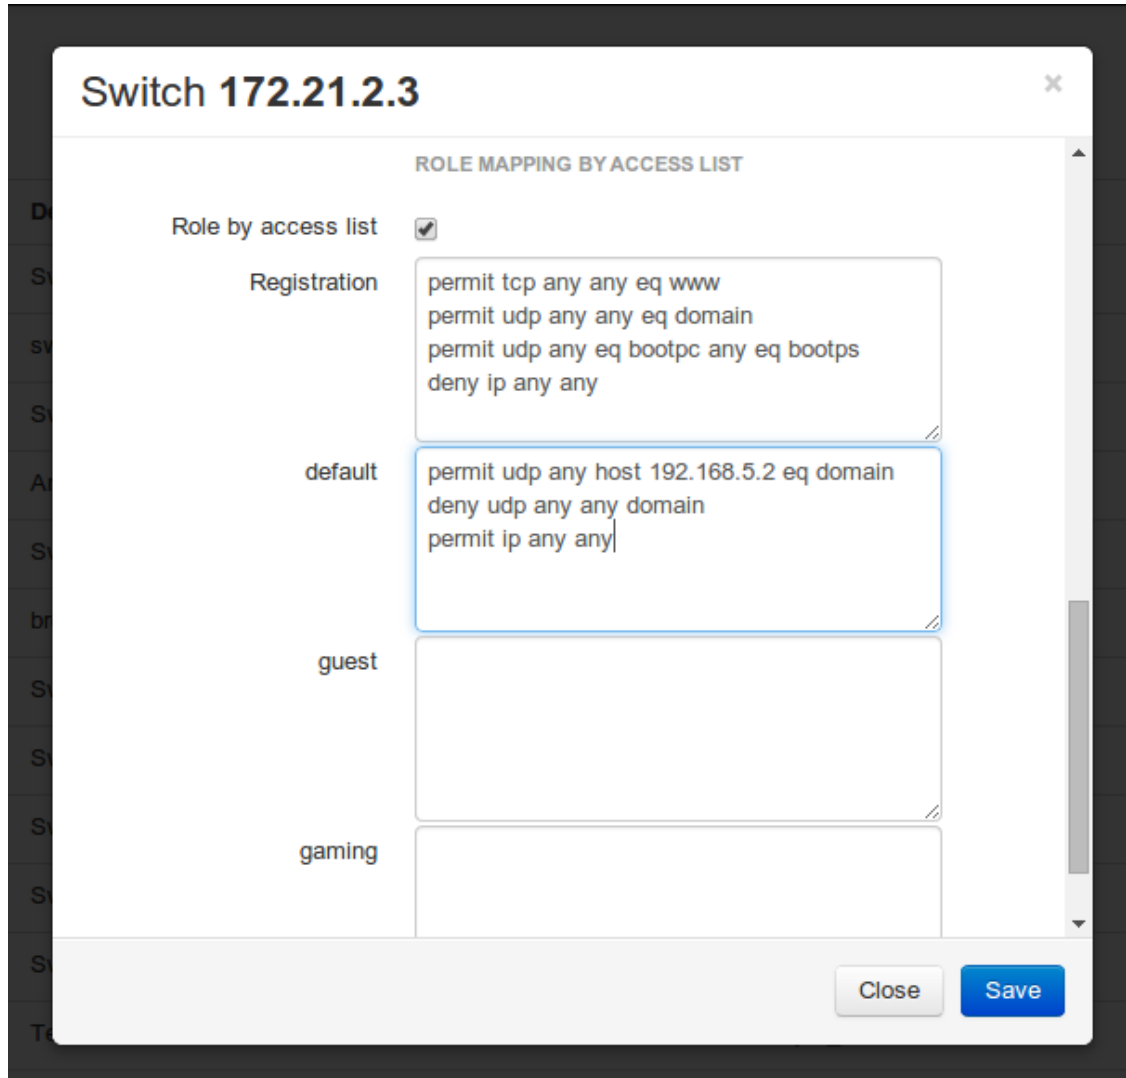 Switch 172.21.2.3
×
ROLE MAPPING BY ACCESS LIST
Role by access list
Registration
permit tcp any any eq www
permit udp any any eq domain
permit udp any eq bootpc any eq bootps
deny ip any any
default
permit udp any host 192.168.5.2 eq domain
deny udp any any domain
permit ip any any
guest
gaming
Close
Save